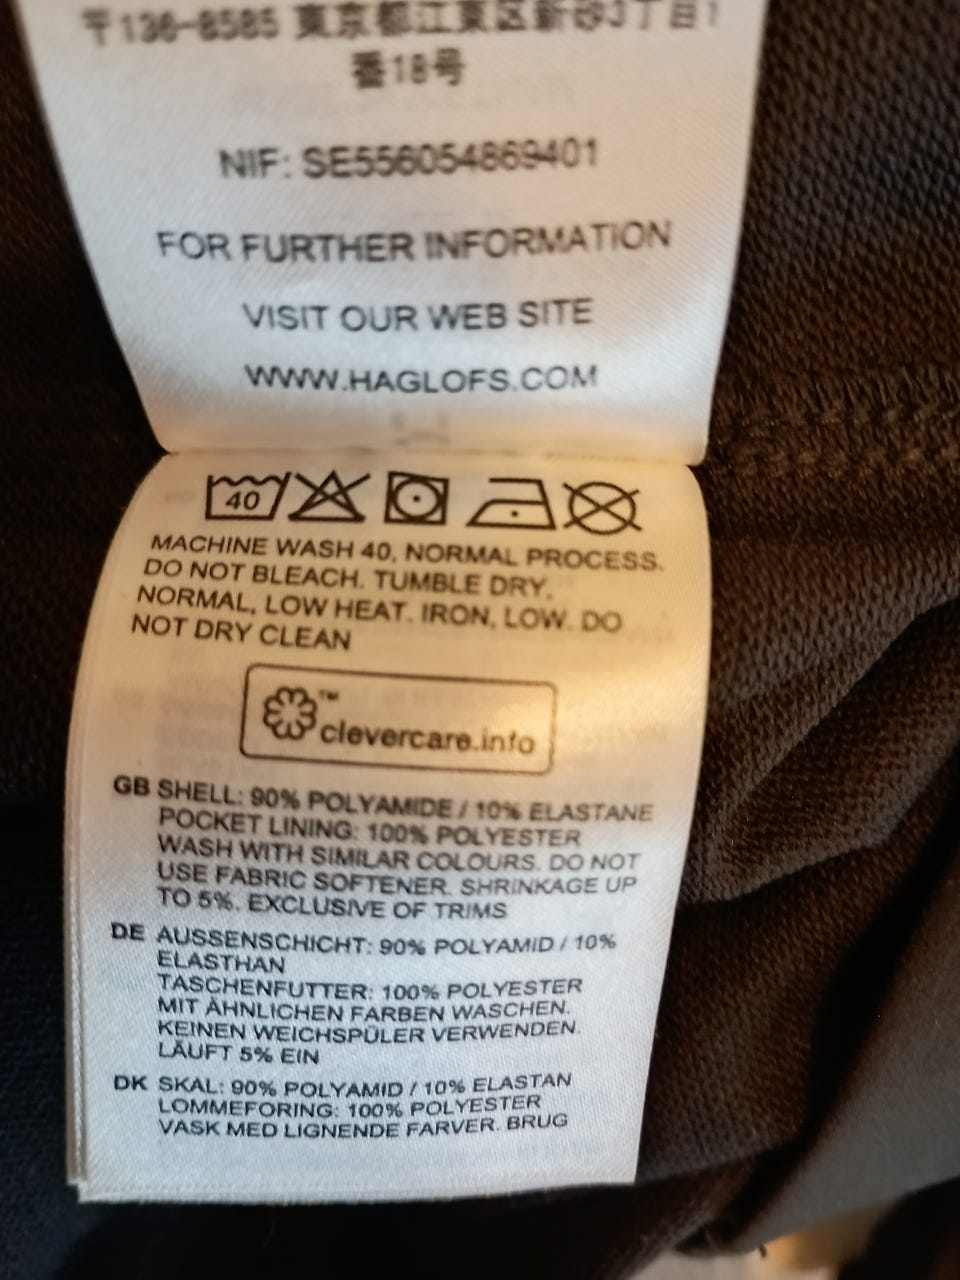 〒136-8585 東京都江東区新砂3丁目1
番18号
NIF: SE556054869401
FOR FURTHER INFORMATION
VISIT OUR WEB SITE
WWW.HAGLOFS.COM
40
MACHINE WASH 40, NORMAL PROCESS.
DO NOT BLEACH. TUMBLE DRY,
NORMAL, LOW HEAT. IRON, LOW. DO
NOT DRY CLEAN
™
clevercare.info
GB SHELL: 90% POLYAMIDE / 10% ELASTANE
POCKET LINING: 100% POLYESTER
WASH WITH SIMILAR COLOURS. DO NOT
USE FABRIC SOFTENER. SHRINKAGE UP
TO 5%. EXCLUSIVE OF TRIMS
DE AUSSENSCHICHT: 90% POLYAMID / 10%
ELASTHAN
TASCHENFUTTER: 100% POLYESTER
MIT ÄHNLICHEN FARBEN WASCHEN.
KEINEN WEICHSPÜLER VERWENDEN.
LÄUFT 5% EIN
DK SKAL: 90% POLYAMID / 10% ELASTAN
LOMMEFORING: 100% POLYESTER
VASK MED LIGNENDE FARVER. BRUG